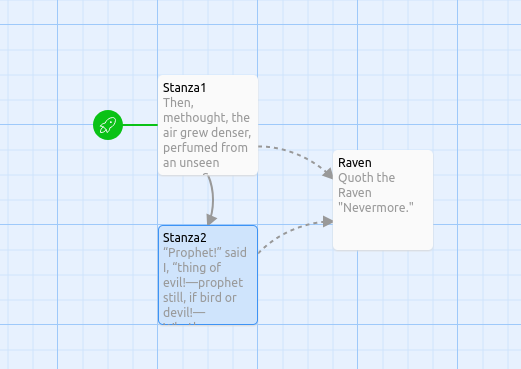 Stanza1
Then,
methought, the
air grew denser,
perfumed from
an unseen
Raven
Quoth the
Raven
"Nevermore."
Stanza2
“Prophet!” said
I, “thing of
evil!—prophet
still, if bird or
devil!—